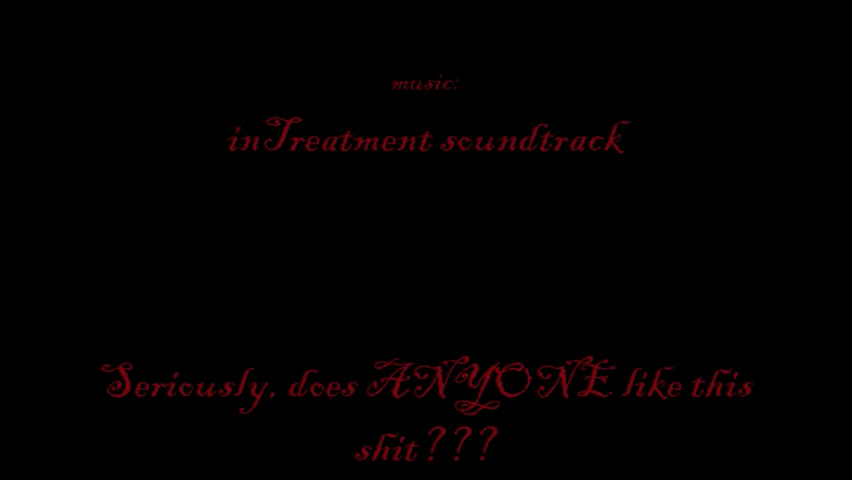 music:
inTreatment soundtrack
Seriously, does ANYONE like this
shit???